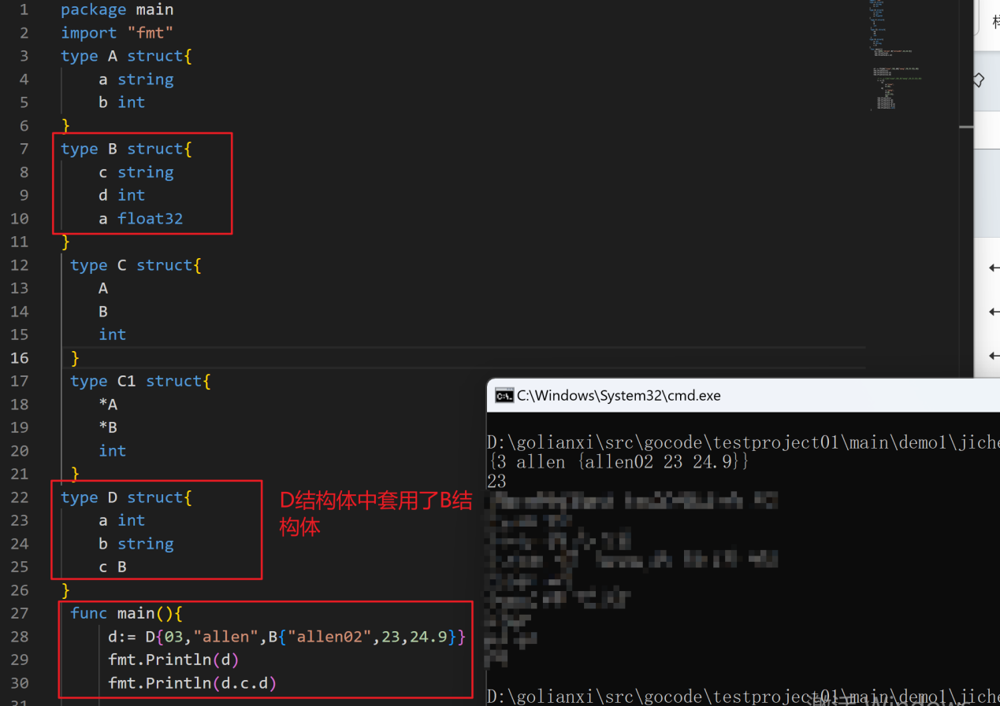 1 package main
2 import "fmt"
3 type A struct{
4 a string
5 b int
6 }
7 type B struct{
8 c string
9 d int
10 a float32
11 }
12 type C struct{
13 A
14 B
15 int
16 }
17 type C1 struct{
18 *A
19 *B
20 int
21 }
22 type D struct{
23 a int
24 b string
25 c B
26 }
27 func main(){
28 d:= D{03,"allen",B{"allen02",23,24.9}}
29 fmt.Println(d)
30 fmt.Println(d.c.d)
31
D结构体中套用了B结
构体
C:\Windows\System32\cmd.exe
D:\golianxi\src\gocode\testproject01\main\demo1\jiche
{3 allen {allen02 23 24.9}}
23
D:\golianxi\src\gocode\testproject01\main\demo1\jiche
激活 Windows